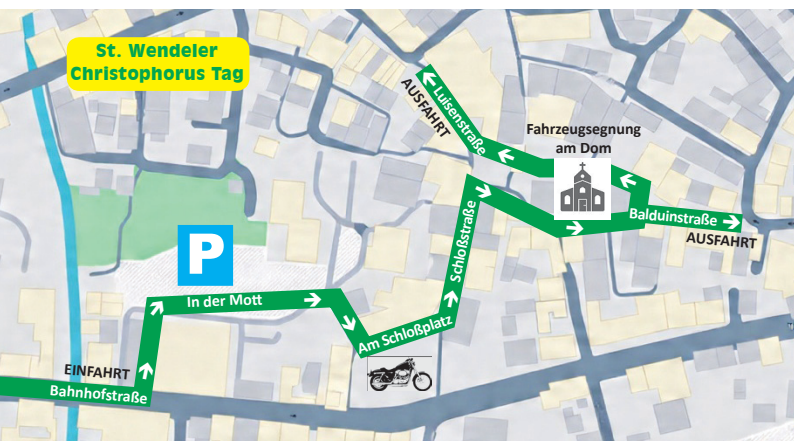 St. Wendeler
Christophorus Tag
Luisenstraße
AUSFAHRT
Fahrzeugsegnung
am Dom
Schloßstraße
Balduinstraße
AUSFAHRT
P
In der Mott
Am Schloßplatz
EINFAHRT
Bahnhofstraße